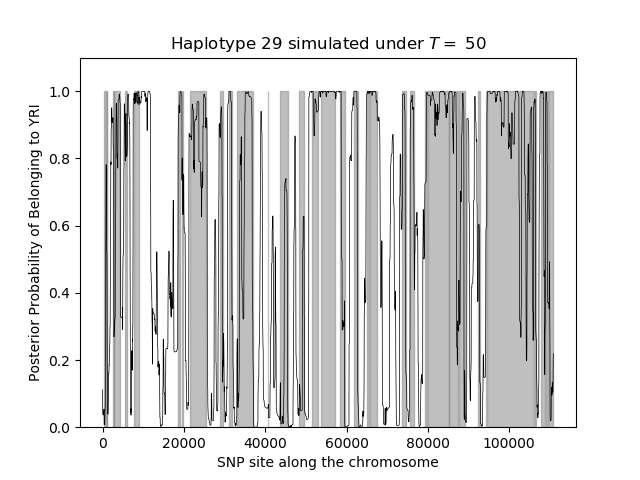 Haplotype 29 simulated under T = 50
Posterior Probability of Belonging to YRI
1.0
0.8
0.6
0.4
0.2
0.0
0 20000 40000 60000 80000 100000
SNP site along the chromosome